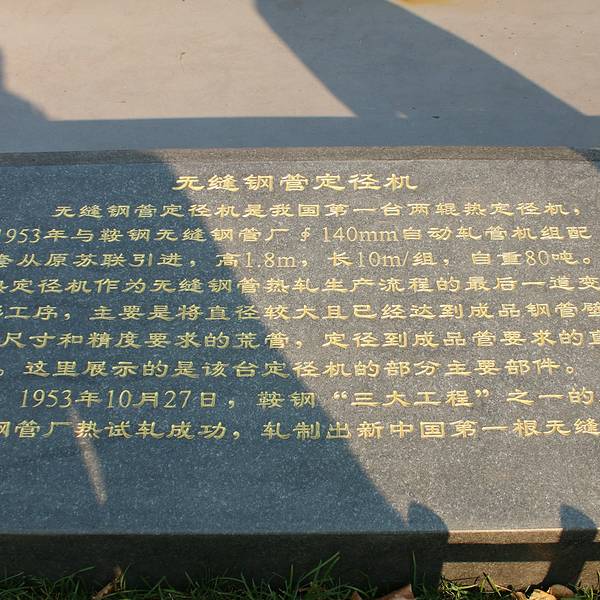 无缝钢管定径机
无缝钢管定径机是我国第一台两辊热定径机，
1953年与鞍钢无缝钢管厂∮140mm自动轧管机组配
套从原苏联引进，高1.8m，长10m/组，自重80吨。
热定径机作为无缝钢管热轧生产流程的最后一道变
形工序，主要是将直径较大且已经达到成品钢管壁
尺寸和精度要求的荒管，定径到成品管要求的直
。这里展示的是该台定径机的部分主要部件。
1953年10月27日，鞍钢“三大工程”之一的
钢管厂热试轧成功，轧制出新中国第一根无缝